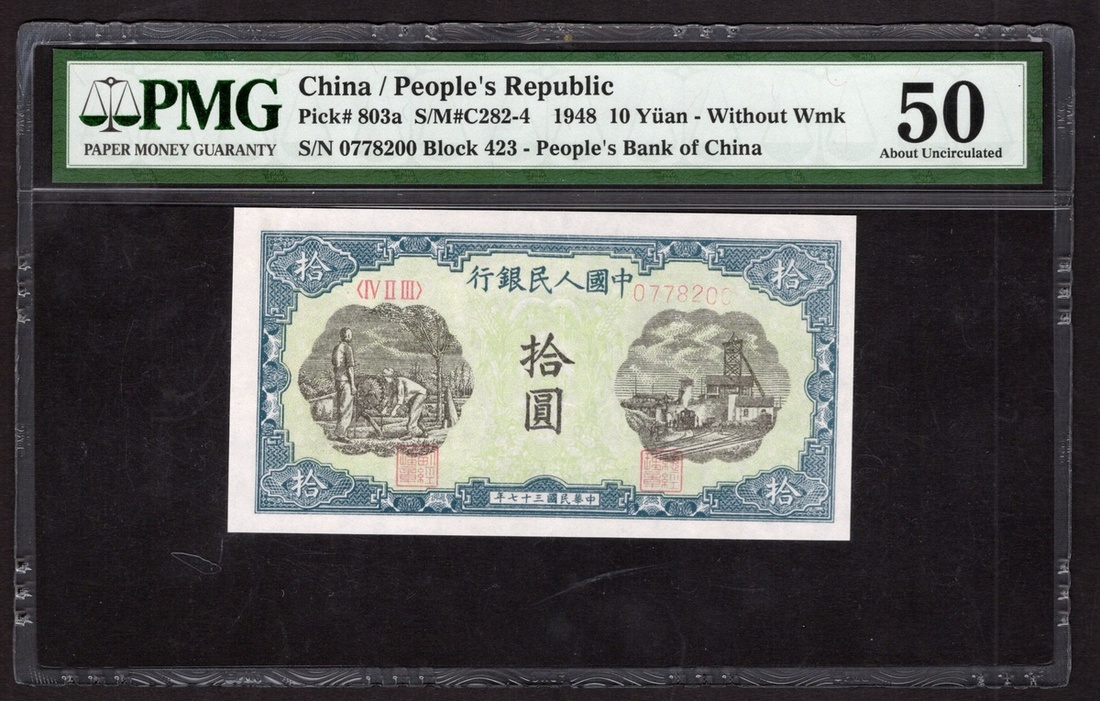 PMG
PAPER MONEY GUARANTY
China / People's Republic
Pick# 803a S/M#C282-4 1948 10 Yüan - Without Wmk
S/N 0778200 Block 423 - People's Bank of China
50
About Uncirculated
拾
拾
行銀民人國中
〈IV II III〉
0778200
拾圓
拾
拾
年七十三國民華中